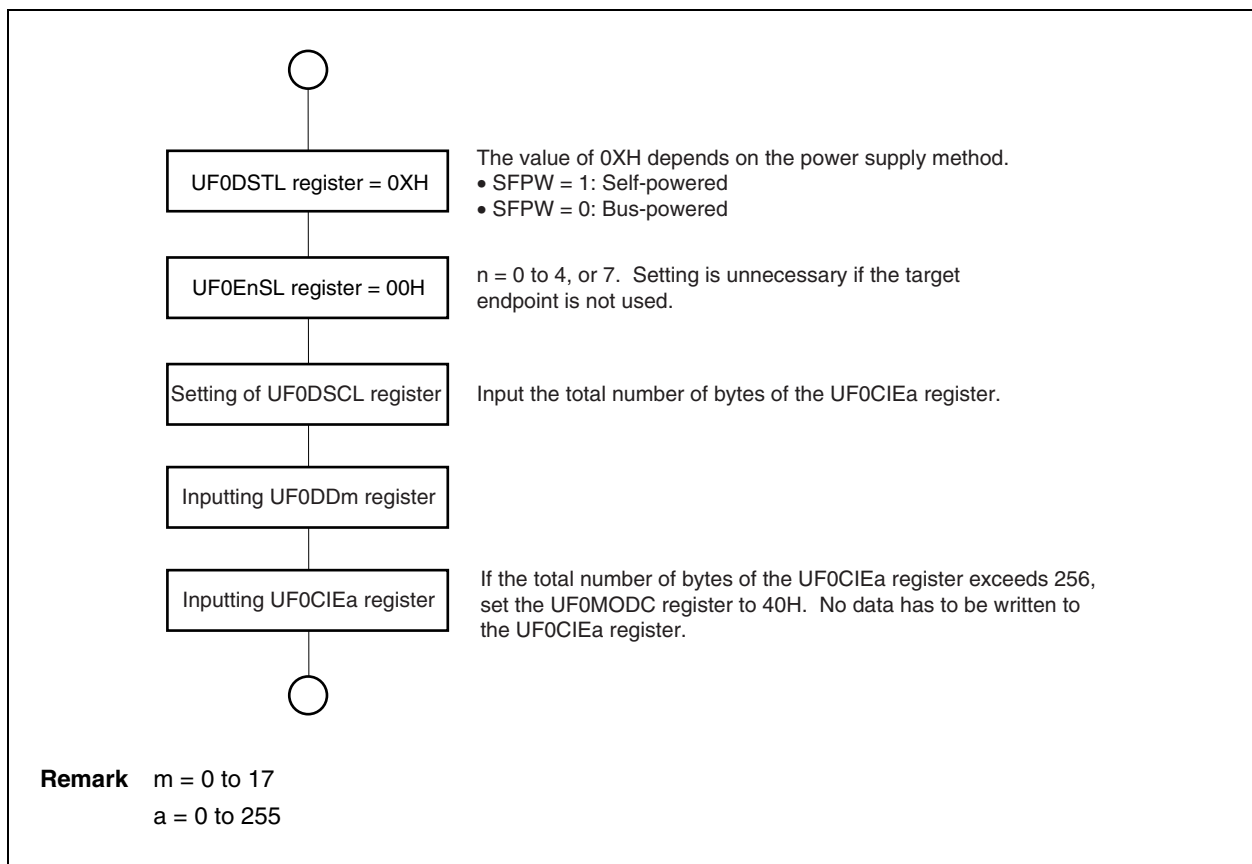 UF0DSTL register = 0XH
The value of 0XH depends on the power supply method.
• SFPW = 1: Self-powered
• SFPW = 0: Bus-powered
UF0EnSL register = 00H
n = 0 to 4, or 7.  Setting is unnecessary if the target
endpoint is not used.
Setting of UF0DSCL register
Input the total number of bytes of the UF0CIEa register.
Inputting UF0DDm register
Inputting UF0CIEa register
If the total number of bytes of the UF0CIEa register exceeds 256,
set the UF0MODC register to 40H.  No data has to be written to
the UF0CIEa register.
Remark m = 0 to 17
a = 0 to 255